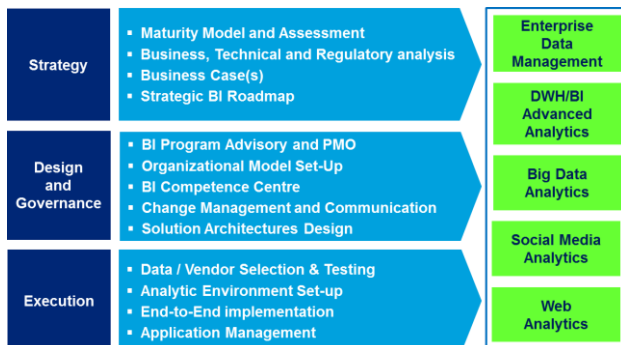 Strategy
▪ Maturity Model and Assessment
▪ Business, Technical and Regulatory analysis
▪ Business Case(s)
▪ Strategic BI Roadmap
Design
and
Governance
▪ BI Program Advisory and PMO
▪ Organizational Model Set-Up
▪ BI Competence Centre
▪ Change Management and Communication
▪ Solution Architectures Design
Execution
▪ Data / Vendor Selection & Testing
▪ Analytic Environment Set-up
▪ End-to-End implementation
▪ Application Management
Enterprise
Data
Management
DWH/BI
Advanced
Analytics
Big Data
Analytics
Social Media
Analytics
Web
Analytics